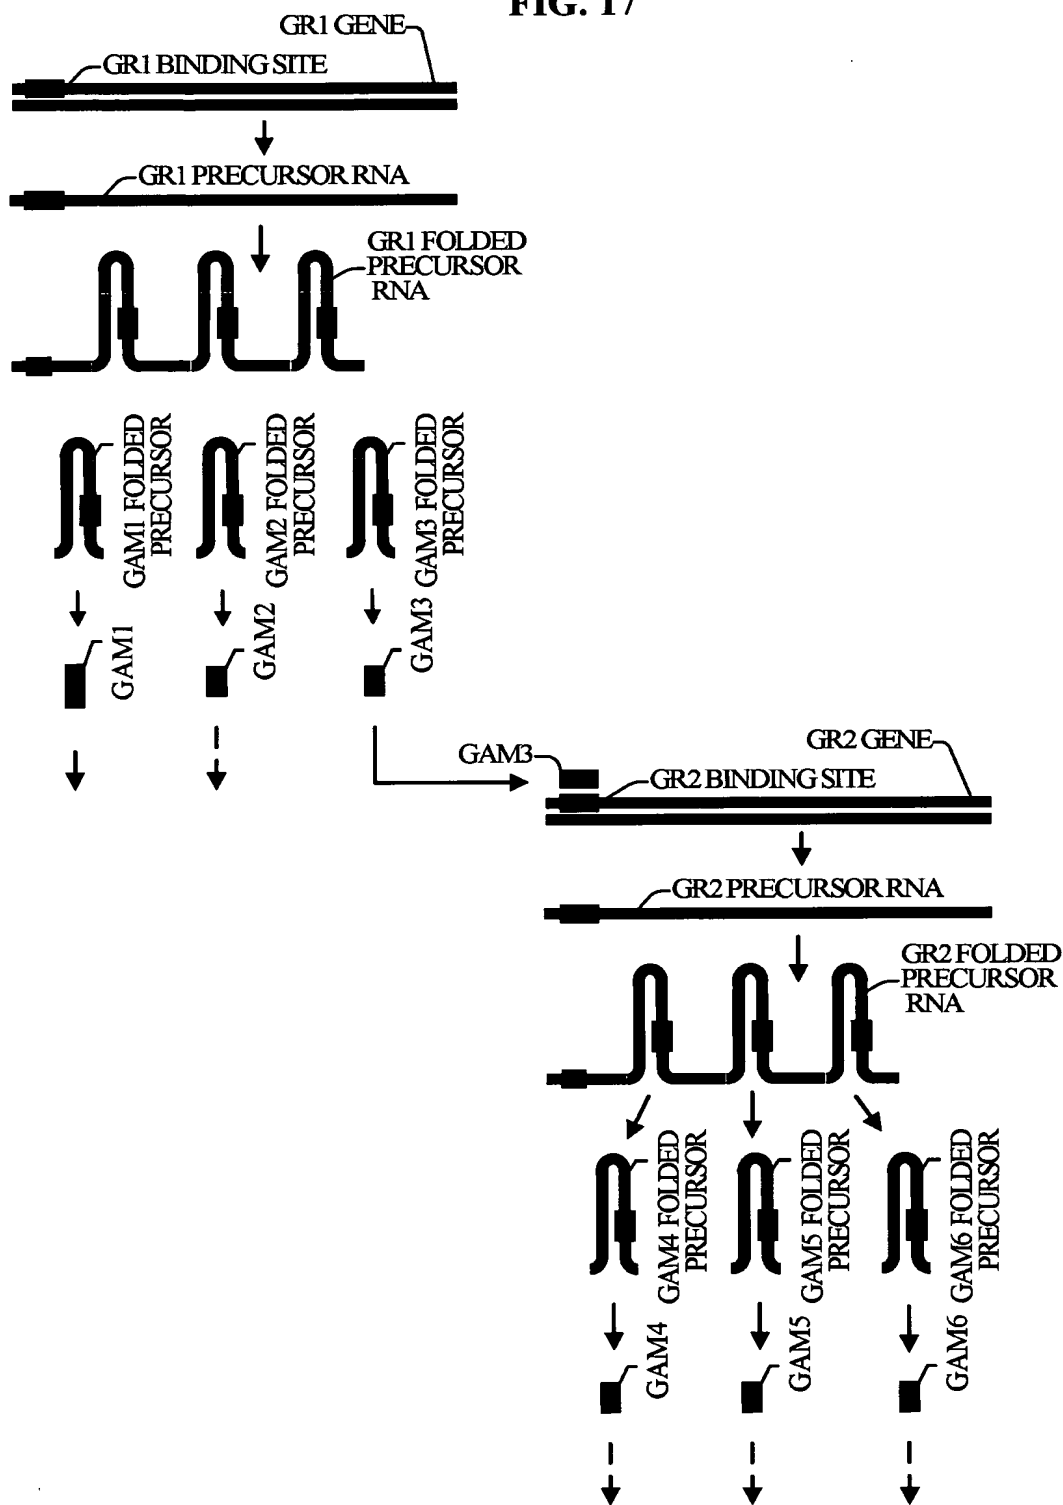 FIG. 17
GR1 GENE
GR1 BINDING SITE
GR1 PRECURSOR RNA
GR1 FOLDED
PRECURSOR
RNA
GAM1 FOLDED
PRECURSOR
GAM2 FOLDED
PRECURSOR
GAM3 FOLDED
PRECURSOR
GAM1
GAM2
GAM3
GAM3
GR2 GENE
GR2 BINDING SITE
GR2 PRECURSOR RNA
GR2 FOLDED
PRECURSOR
RNA
GAM4 FOLDED
PRECURSOR
GAM5 FOLDED
PRECURSOR
GAM6 FOLDED
PRECURSOR
GAM4
GAM5
GAM6